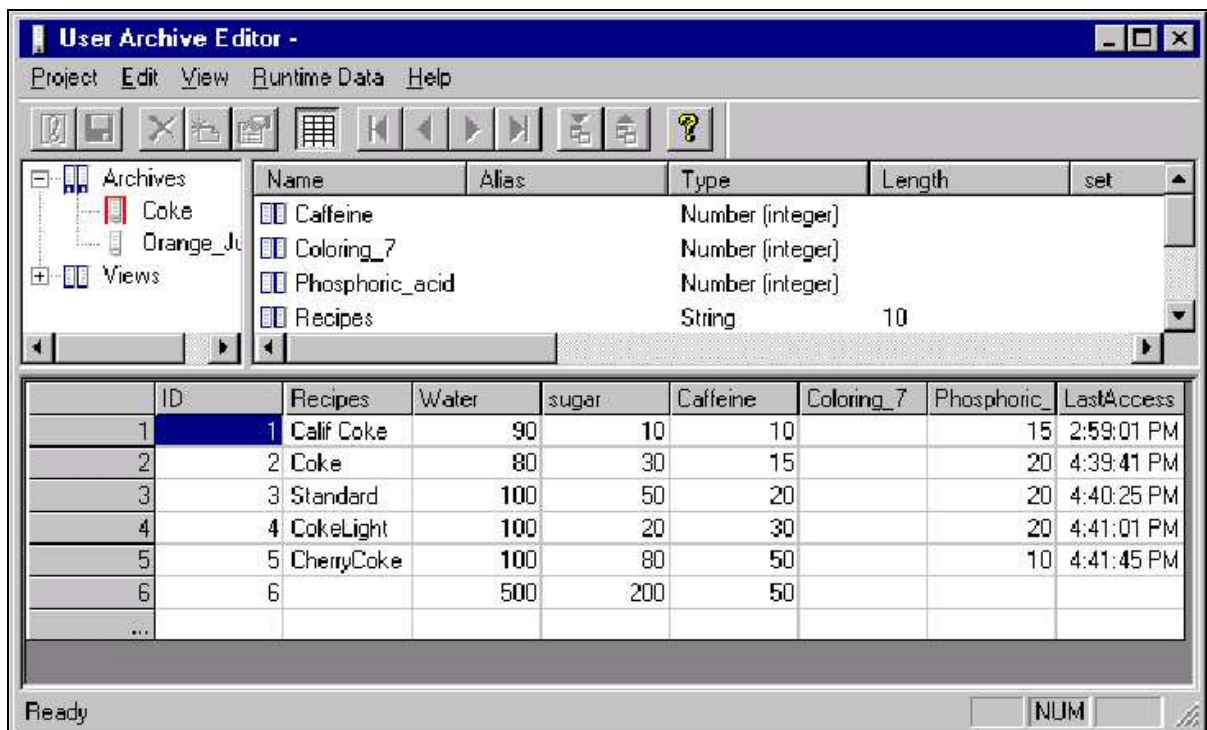 User Archive Editor -
Project Edit View Runtime Data Help
Archives
Coke
Orange_Ju
Views
Name Alias Type Length set
Caffeine Number (integer)
Coloring_7 Number (integer)
Phosphoric_acid Number (integer)
Recipes String 10
ID Recipes Water sugar Caffeine Coloring_7 Phosphoric_ LastAccess
1 1 Calif Coke 90 10 10 15 2:59:01 PM
2 2 Coke 80 30 15 20 4:39:41 PM
3 3 Standard 100 50 20 20 4:40:25 PM
4 4 CokeLight 100 20 30 20 4:41:01 PM
5 5 CherryCoke 100 80 50 10 4:41:45 PM
6 6 500 200 50
...
Ready NUM